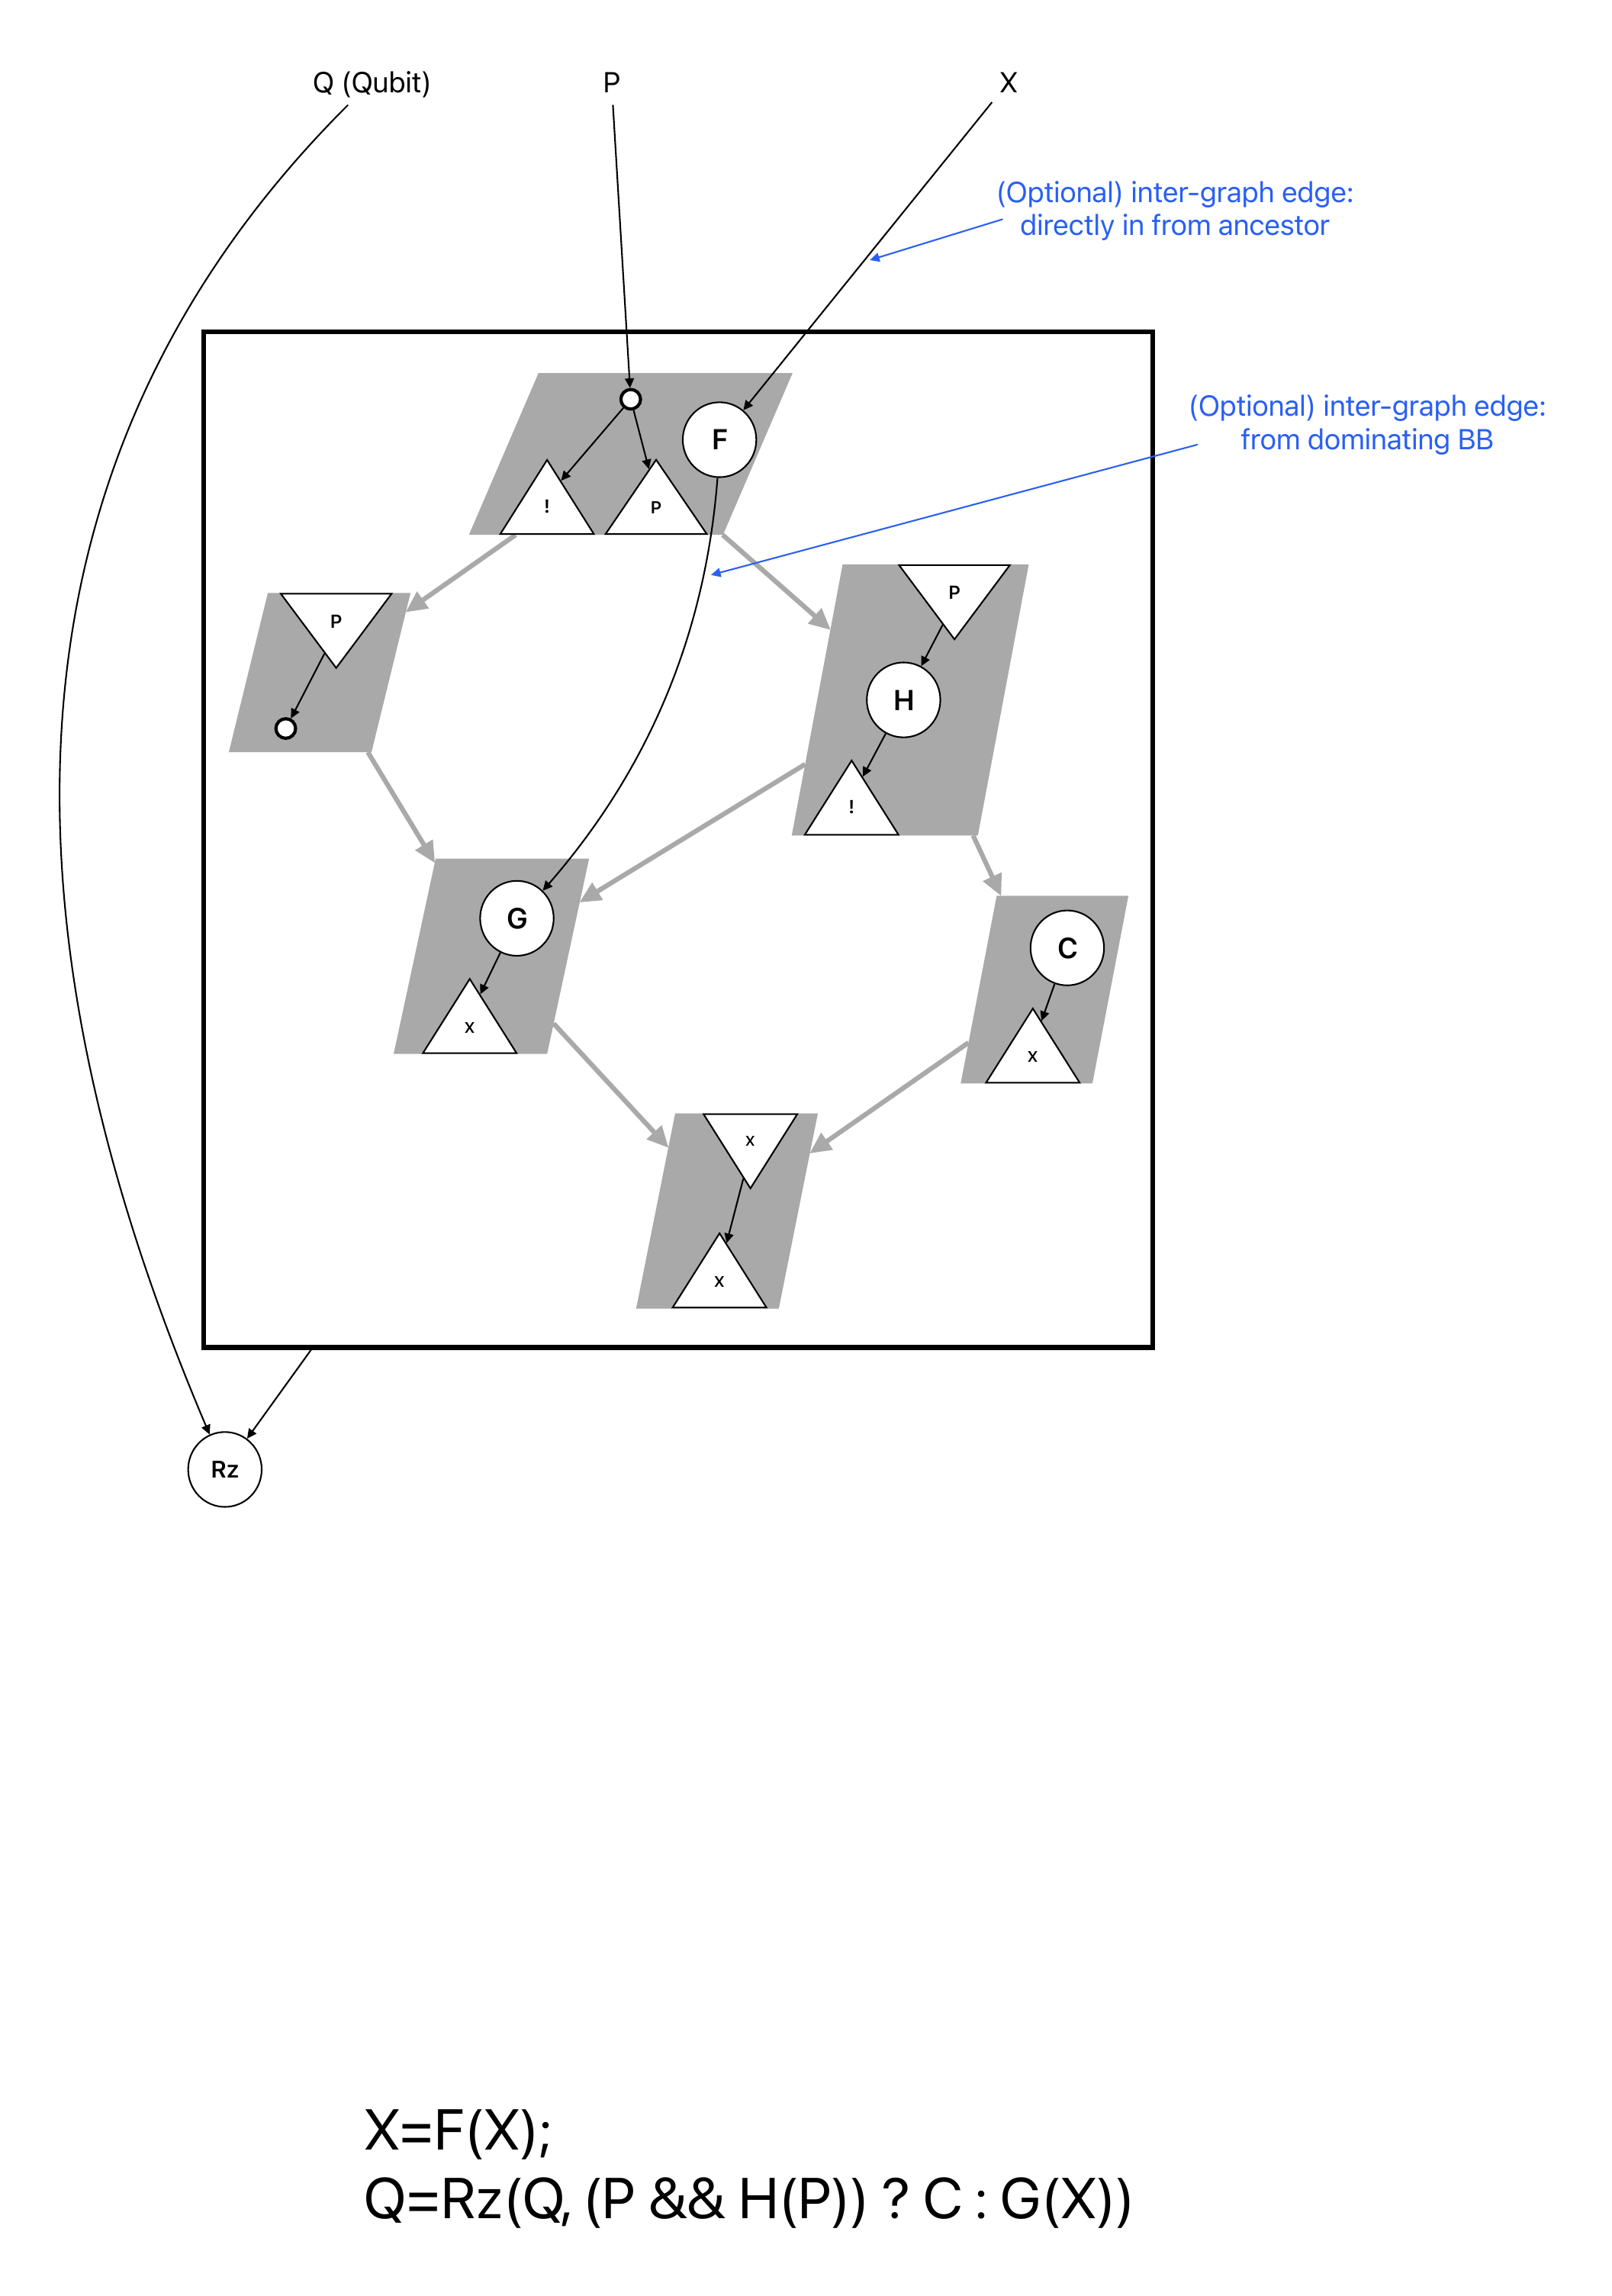 Q (Qubit)
P
X
(Optional) inter-graph edge:
directly in from ancestor
(Optional) inter-graph edge:
from dominating BB
F
!
P
P
P
H
!
G
X
C
X
X
X
Rz
X=F(X);
Q=Rz(Q, (P && H(P)) ? C : G(X))